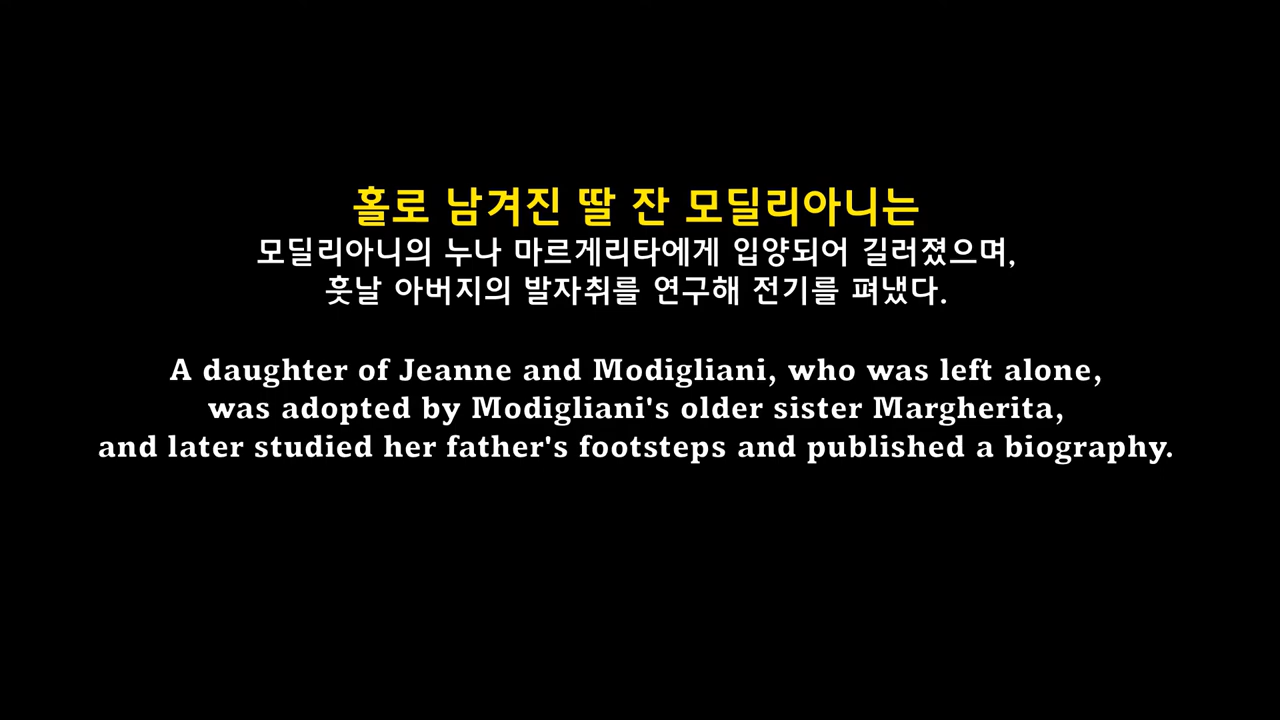 홀로 남겨진 딸 잔 모딜리아니는
모딜리아니의 누나 마르게리타에게 입양되어 길러졌으며,
훗날 아버지의 발자취를 연구해 전기를 펴냈다.
A daughter of Jeanne and Modigliani, who was left alone,
was adopted by Modigliani's older sister Margherita,
and later studied her father's footsteps and published a biography.